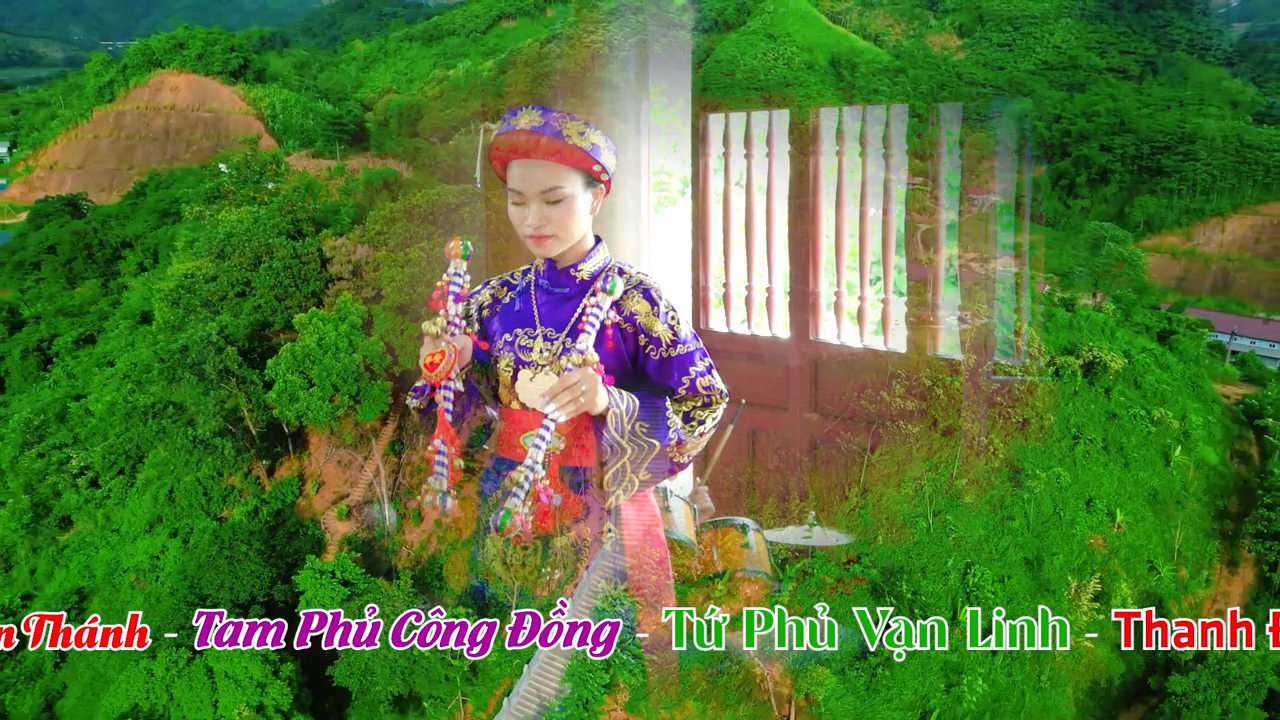 Thánh - Tam Phủ Công Đồng - Tứ Phủ Vạn Linh - Thanh